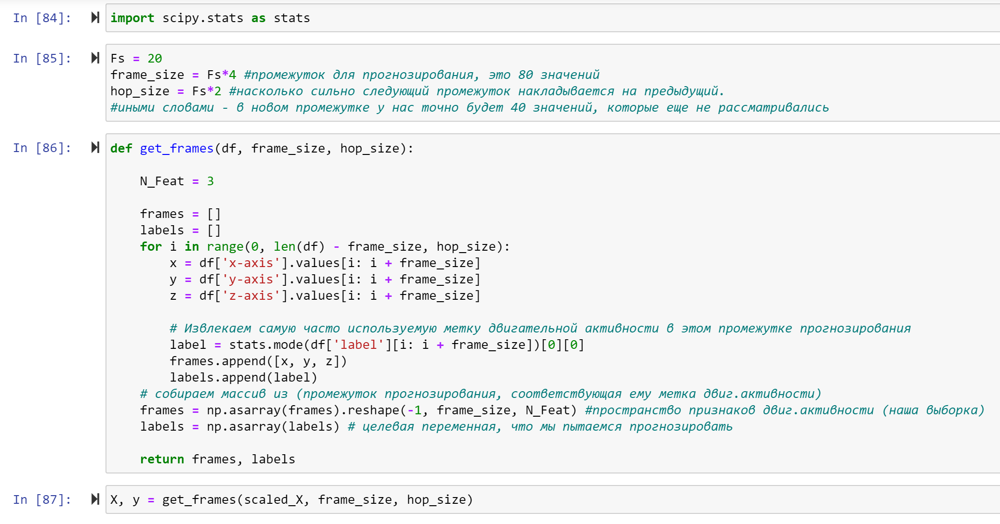 In [84]: import scipy.stats as stats
In [85]: Fs = 20
frame_size = Fs*4 #промежуток для прогнозирования, это 80 значений
hop_size = Fs*2 #насколько сильно следующий промежуток накладывается на предыдущий.
#иными словами - в новом промежутке у нас точно будет 40 значений, которые еще не рассматривались
In [86]: def get_frames(df, frame_size, hop_size):
N_Feat = 3
frames = []
labels = []
for i in range(0, len(df) - frame_size, hop_size):
x = df['x-axis'].values[i: i + frame_size]
y = df['y-axis'].values[i: i + frame_size]
z = df['z-axis'].values[i: i + frame_size]
# Извлекаем самую часто используемую метку двигательной активности в этом промежутке прогнозирования
label = stats.mode(df['label'][i: i + frame_size])[0][0]
frames.append([x, y, z])
labels.append(label)
# собираем массив из (промежуток прогнозирования, соответствующая ему метка двиг.активности)
frames = np.asarray(frames).reshape(-1, frame_size, N_Feat) #пространство признаков двиг.активности (наша выборка)
labels = np.asarray(labels) # целевая переменная, что мы пытаемся прогнозировать
return frames, labels
In [87]: X, y = get_frames(scaled_X, frame_size, hop_size)